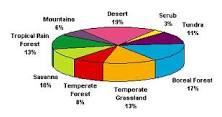 Desert
19%
Scrub
3%
Tundra
11%
Boreal Forest
17%
Temperate
Grassland
13%
Temperate
Forest
8%
Savanna
10%
Tropical Rain
Forest
13%
Mountains
6%